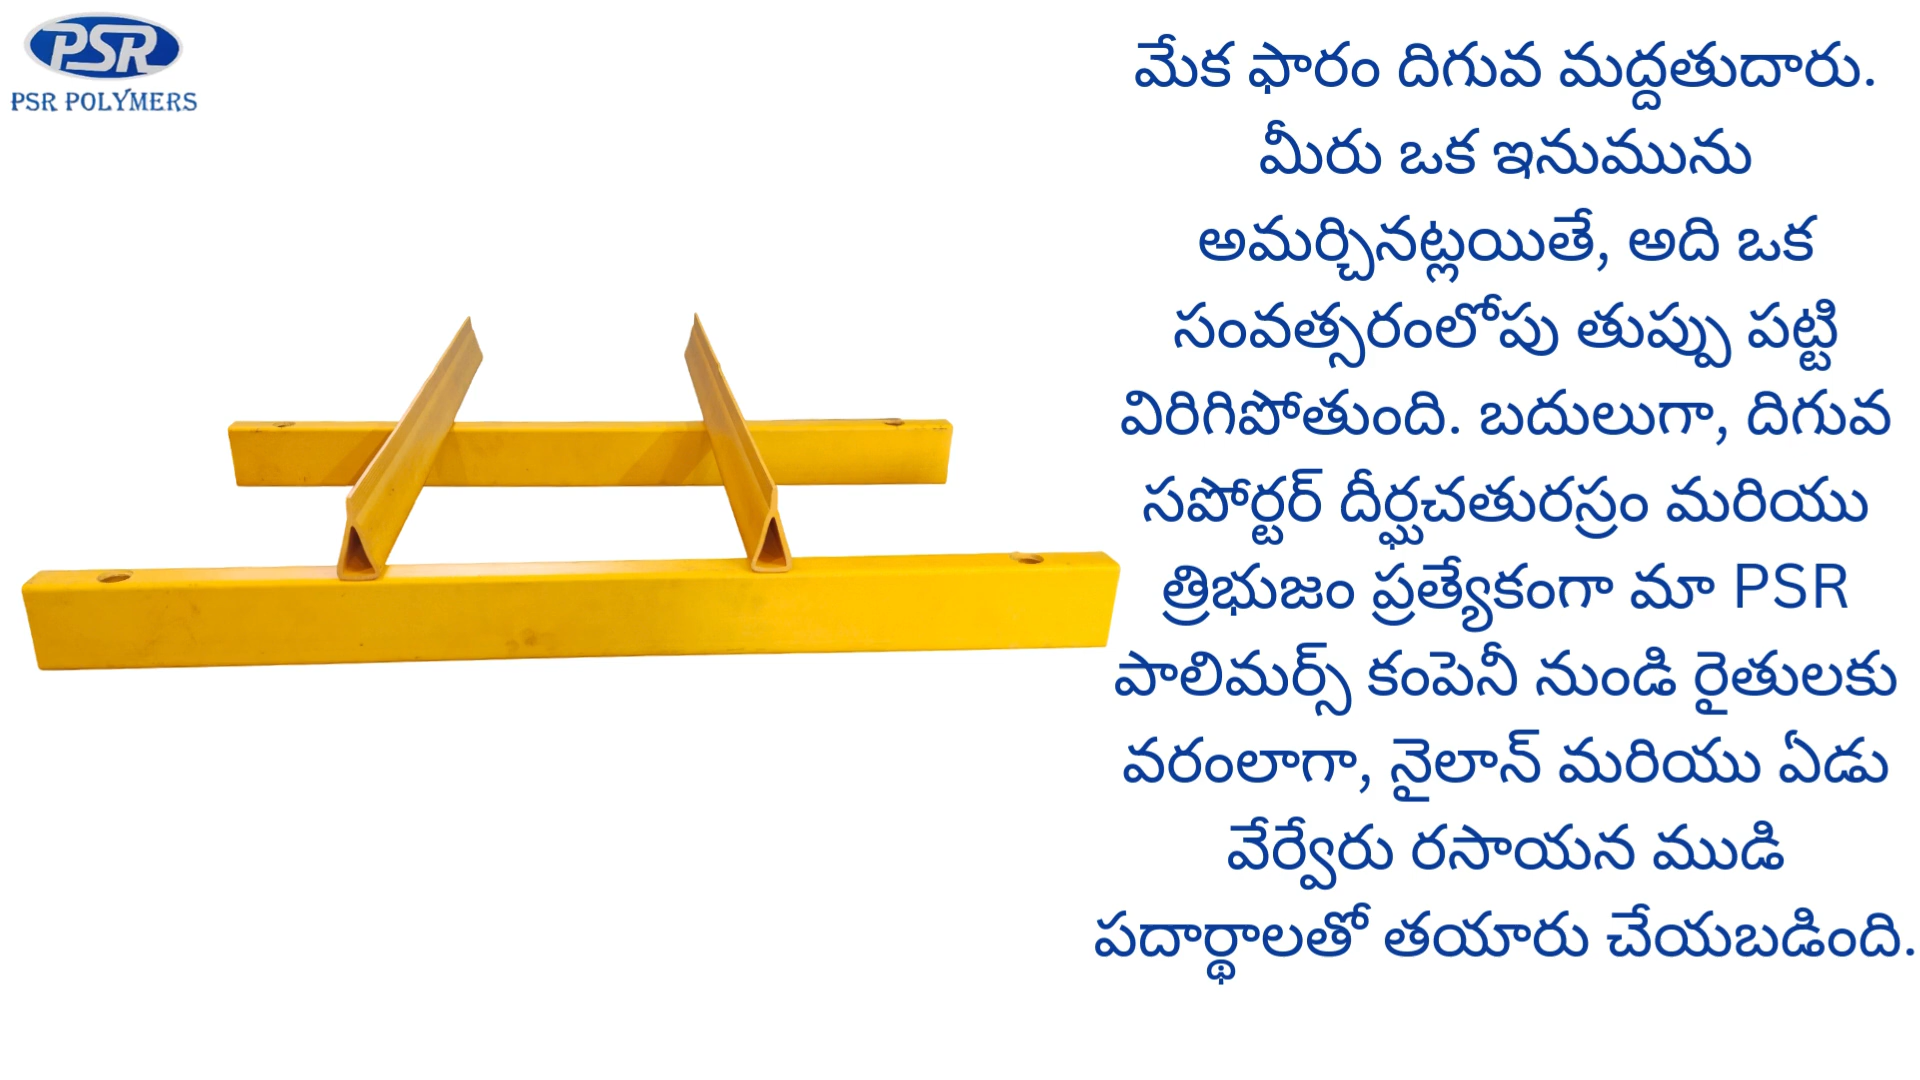 PSR
PSR POLYMERS
మేక ఫారం దిగువ మద్దతుదారు.
మీరు ఒక ఇనుమును
అమర్చినట్లయితే, అది ఒక
సంవత్సరంలోపు తుప్పు పట్టి
విరిగిపోతుంది. బదులుగా, దిగువ
సపోర్టర్ దీర్ఘచతురస్రం మరియు
త్రిభుజం ప్రత్యేకంగా మా PSR
పాలిమర్స్ కంపెనీ నుండి రైతులకు
వరంలాగా, నైలాన్ మరియు ఏడు
వేర్వేరు రసాయన ముడి
పదార్థాలతో తయారు చేయబడింది.